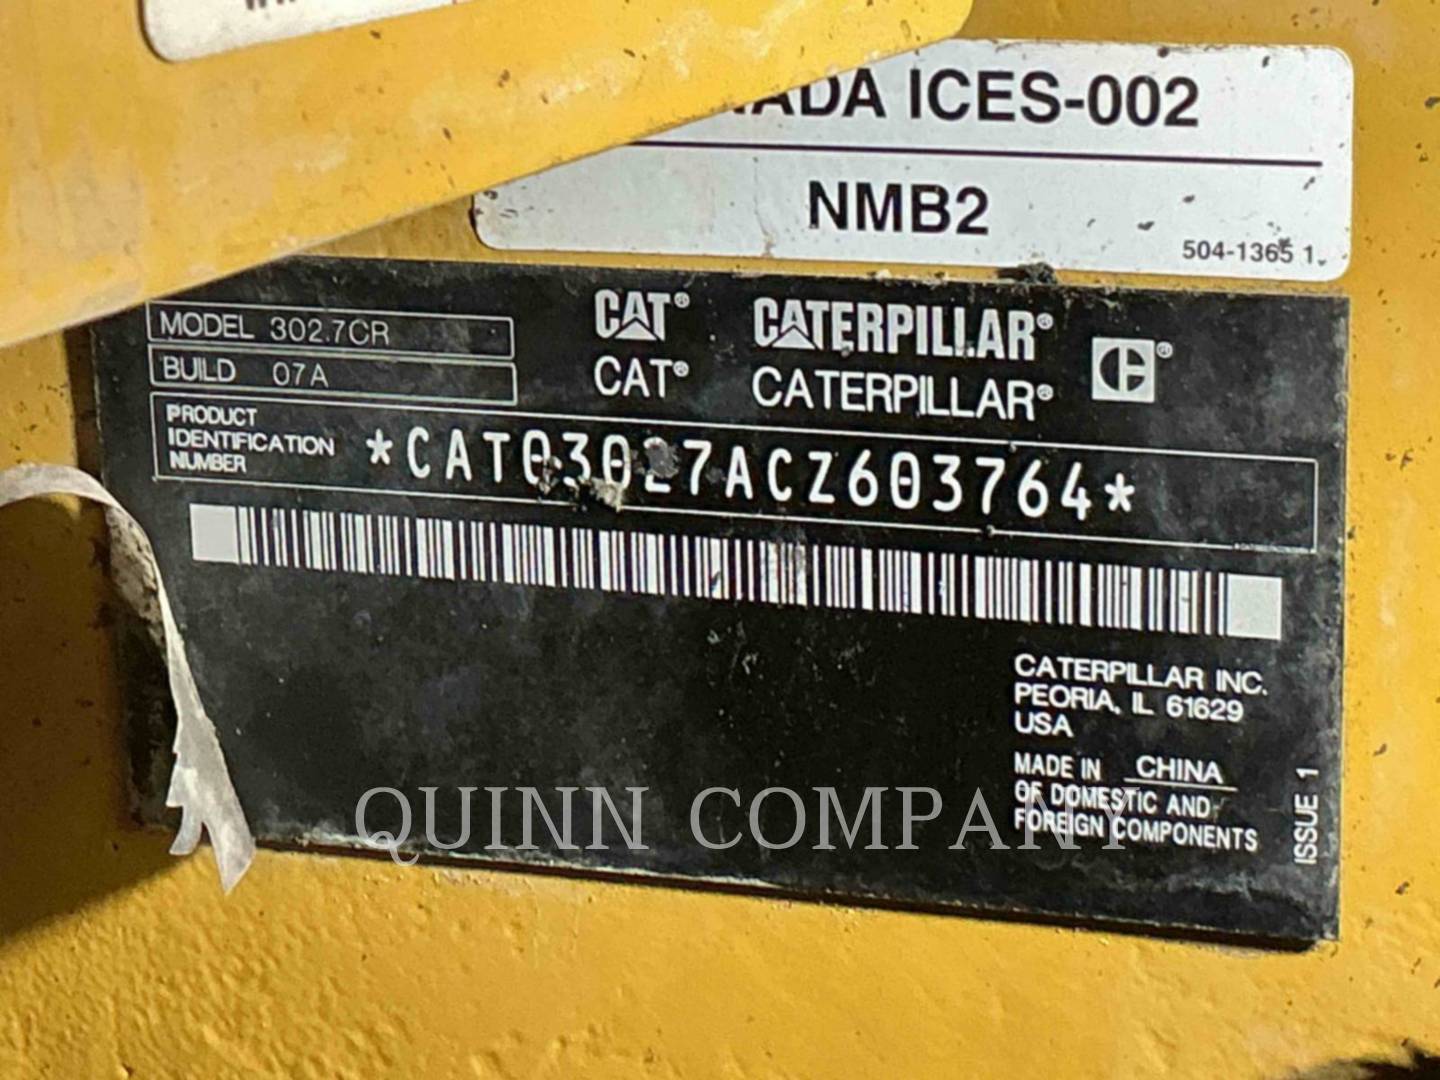 ADA ICES-002
NMB2
504-1365 1
MODEL 302.7CR
BUILD 07A
CAT® CATERPILLAR®
CAT® CATERPILLAR®
PRODUCT
IDENTIFICATION
NUMBER
*CAT03027ACZ603764*
CATERPILLAR INC.
PEORIA, IL 61629
USA
MADE IN CHINA
OF DOMESTIC AND
FOREIGN COMPONENTS
ISSUE 1
QUINN COMPANY